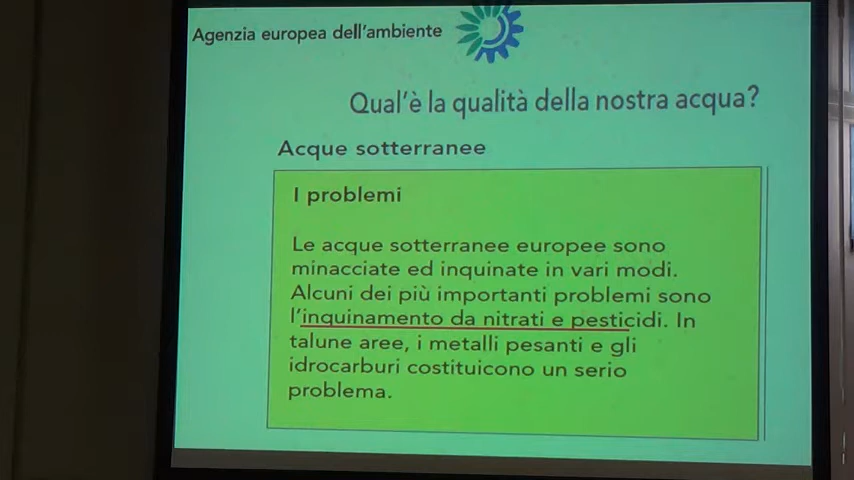 Agenzia europea dell'ambiente
Qual'è la qualità della nostra acqua?
Acque sotterranee
I problemi
Le acque sotterranee europee sono
minacciate ed inquinate in vari modi.
Alcuni dei più importanti problemi sono
l'inquinamento da nitrati e pesticidi. In
talune aree, i metalli pesanti e gli
idrocarburi costituicono un serio
problema.